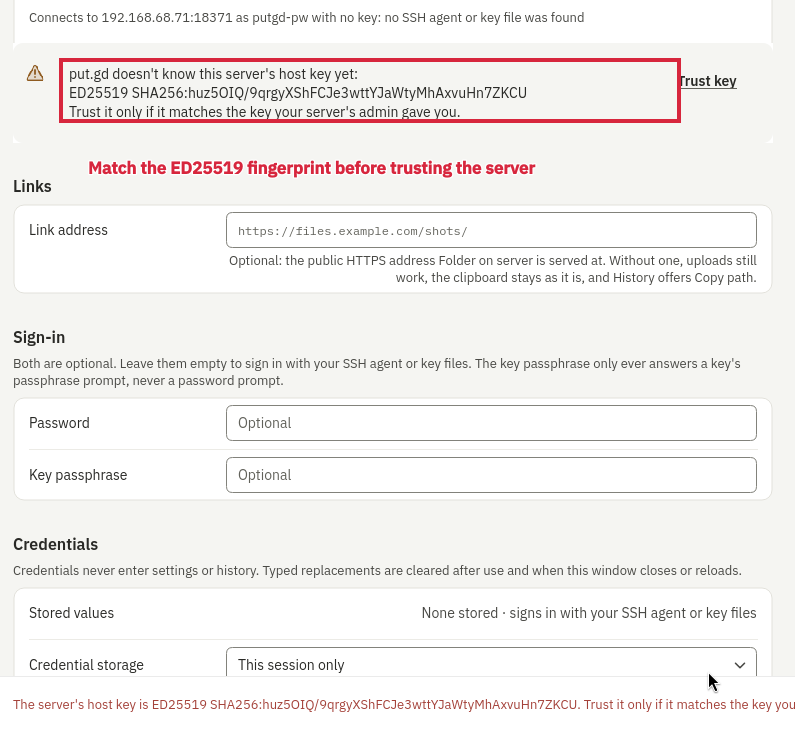 Connects to 192.168.68.71:18371 as putgd-pw with no key: no SSH agent or key file was found
put.gd doesn't know this server's host key yet:
ED25519 SHA256:huz5OIQ/9qrgyXShFCJe3wttYJaWtyMhAxvuHn7ZKCU
Trust it only if it matches the key your server's admin gave you.
Trust key
Match the ED25519 fingerprint before trusting the server
Links
Link address
https://files.example.com/shots/
Optional: the public HTTPS address Folder on server is served at. Without one, uploads still
work, the clipboard stays as it is, and History offers Copy path.
Sign-in
Both are optional. Leave them empty to sign in with your SSH agent or key files. The key passphrase only ever answers a key's
passphrase prompt, never a password prompt.
Password
Optional
Key passphrase
Optional
Credentials
Credentials never enter settings or history. Typed replacements are cleared after use and when this window closes or reloads.
Stored values
None stored · signs in with your SSH agent or key files
Credential storage
This session only
The server's host key is ED25519 SHA256:huz5OIQ/9qrgyXShFCJe3wttYJaWtyMhAxvuHn7ZKCU. Trust it only if it matches the key you